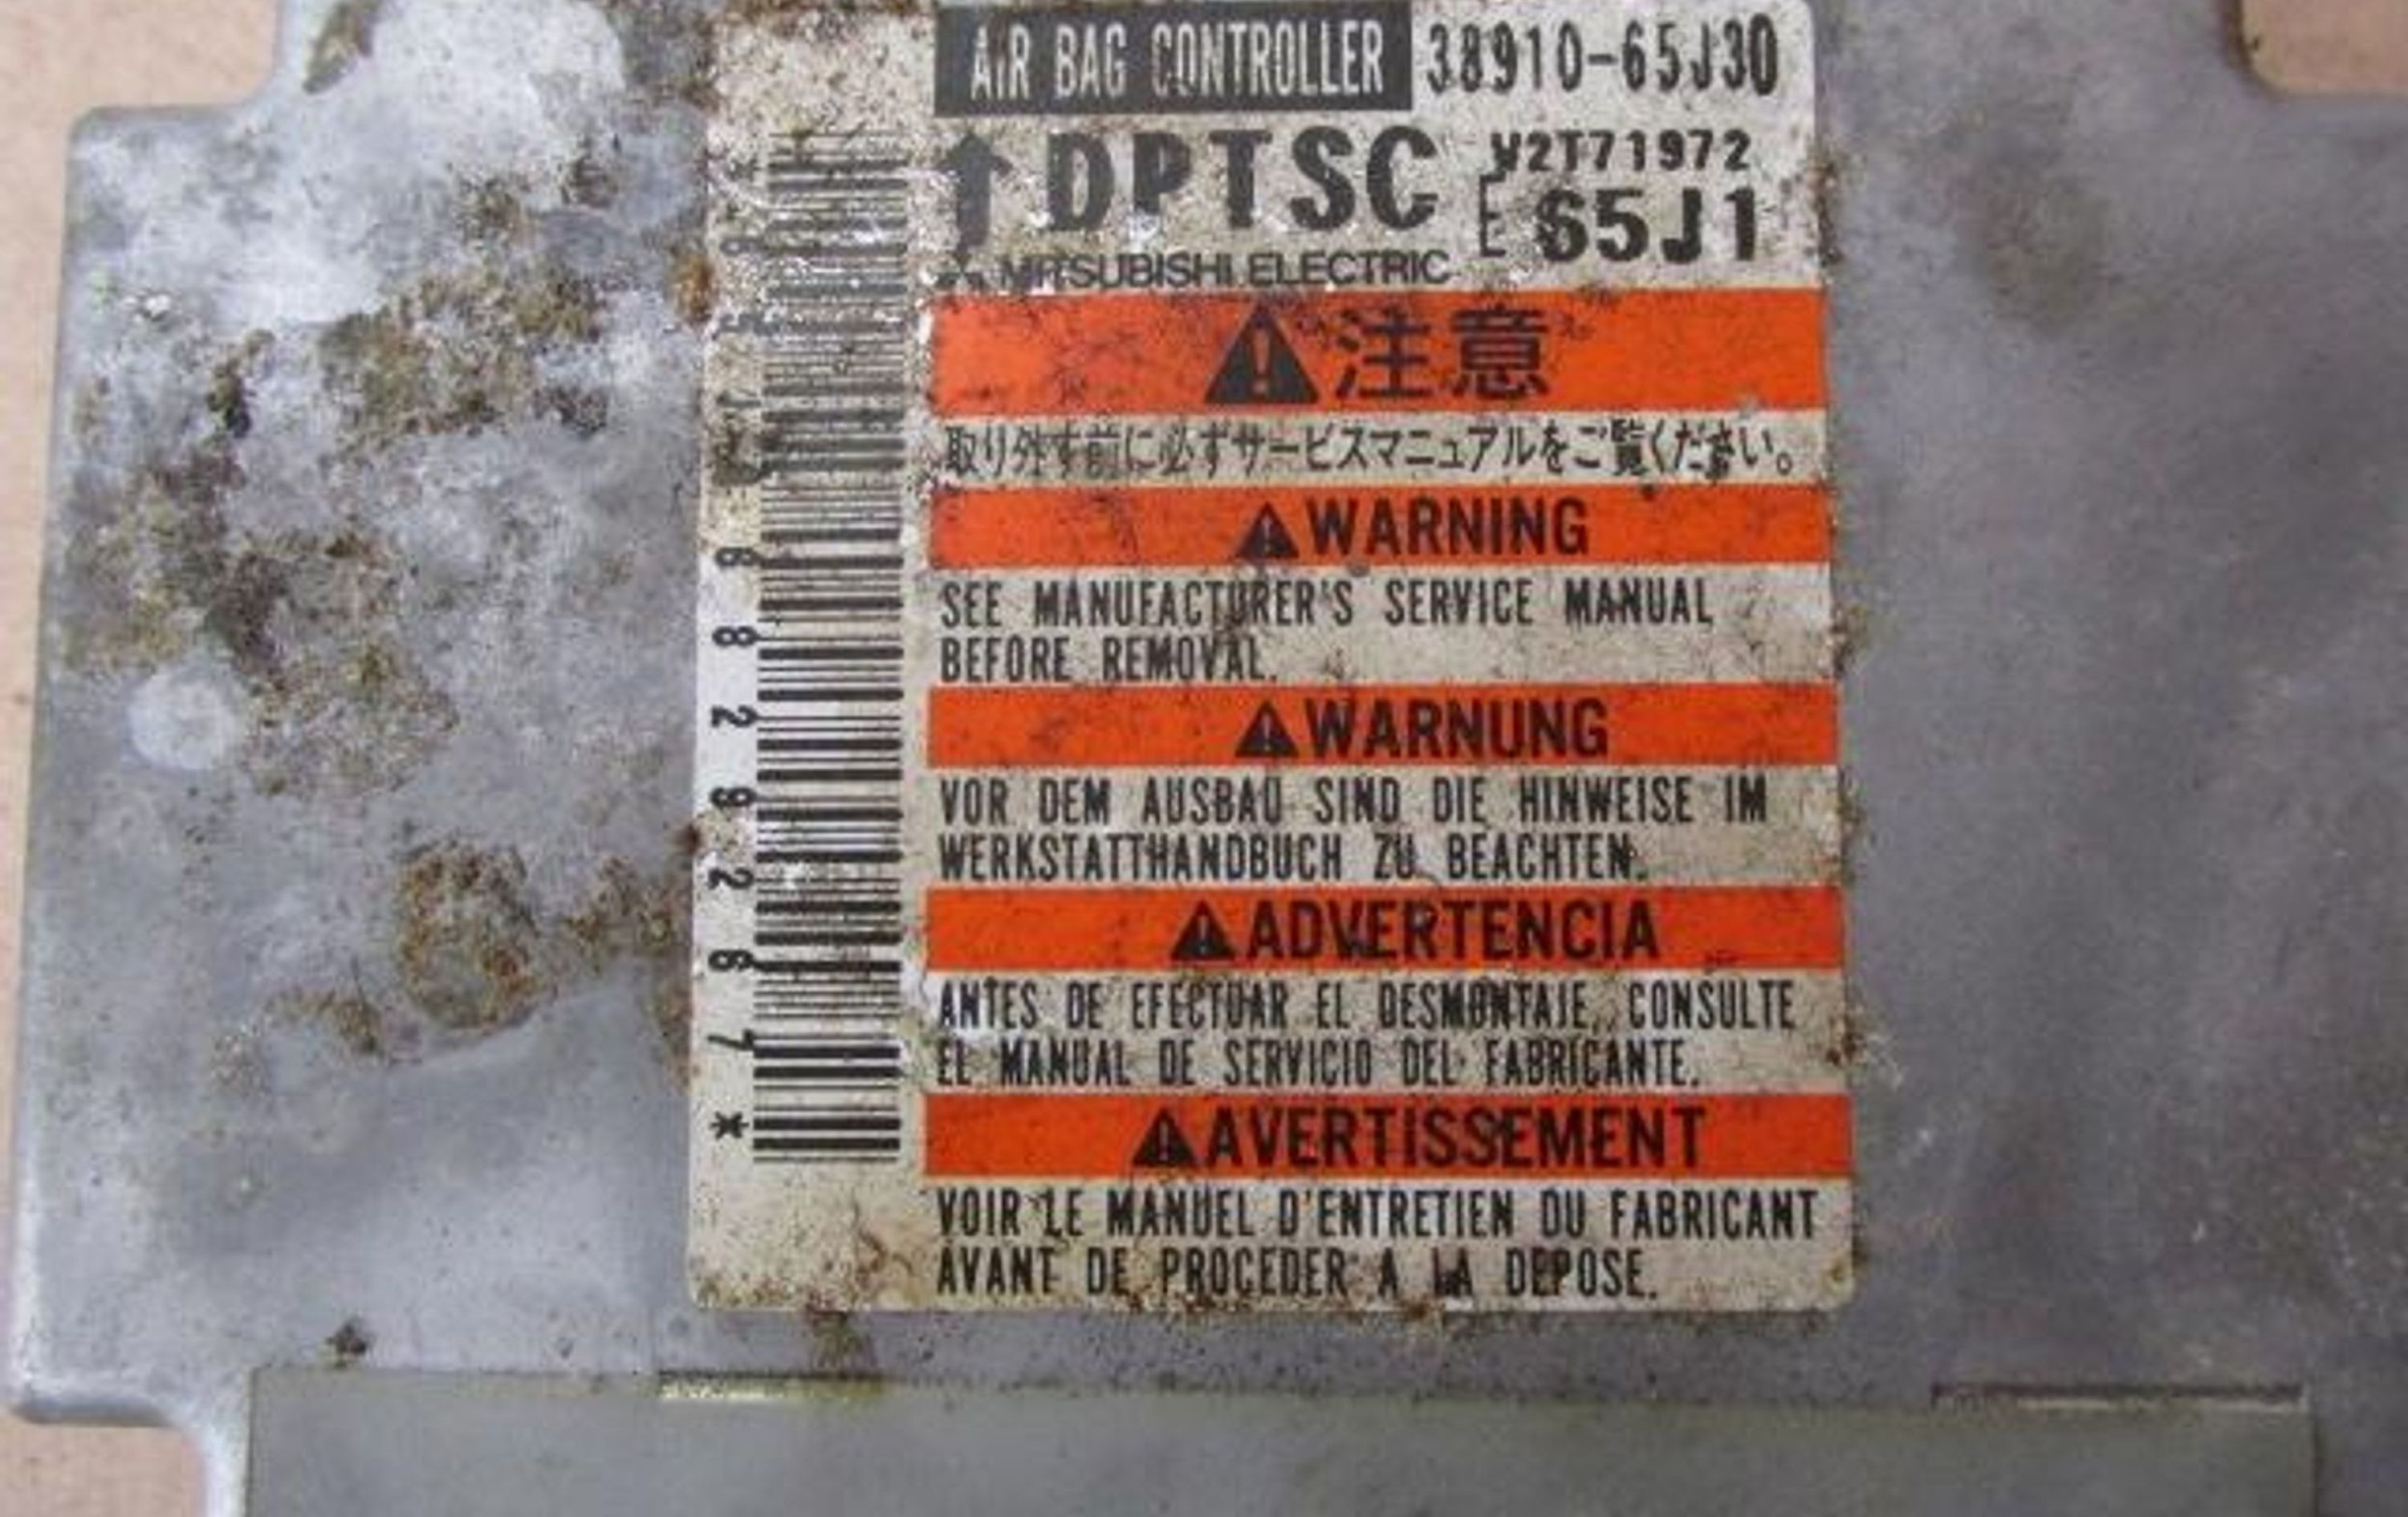 AIR BAG CONTROLLER 38910-65J30
DPTSC W2T71972
E 65J1
MITSUBISHI ELECTRIC
注意
取り外す前に必ずサービスマニュアルをご覧ください。
WARNING
SEE MANUFACTURER'S SERVICE MANUAL
BEFORE REMOVAL.
WARNUNG
VOR DEM AUSBAU SIND DIE HINWEISE IM
WERKSTATTHANDBUCH ZU BEACHTEN.
ADVERTENCIA
ANTES DE EFECTUAR EL DESMONTAJE, CONSULTE
EL MANUAL DE SERVICIO DEL FABRICANTE.
AVERTISSEMENT
VOIR LE MANUEL D'ENTRETIEN DU FABRICANT
AVANT DE PROCEDER A LA DEPOSE.